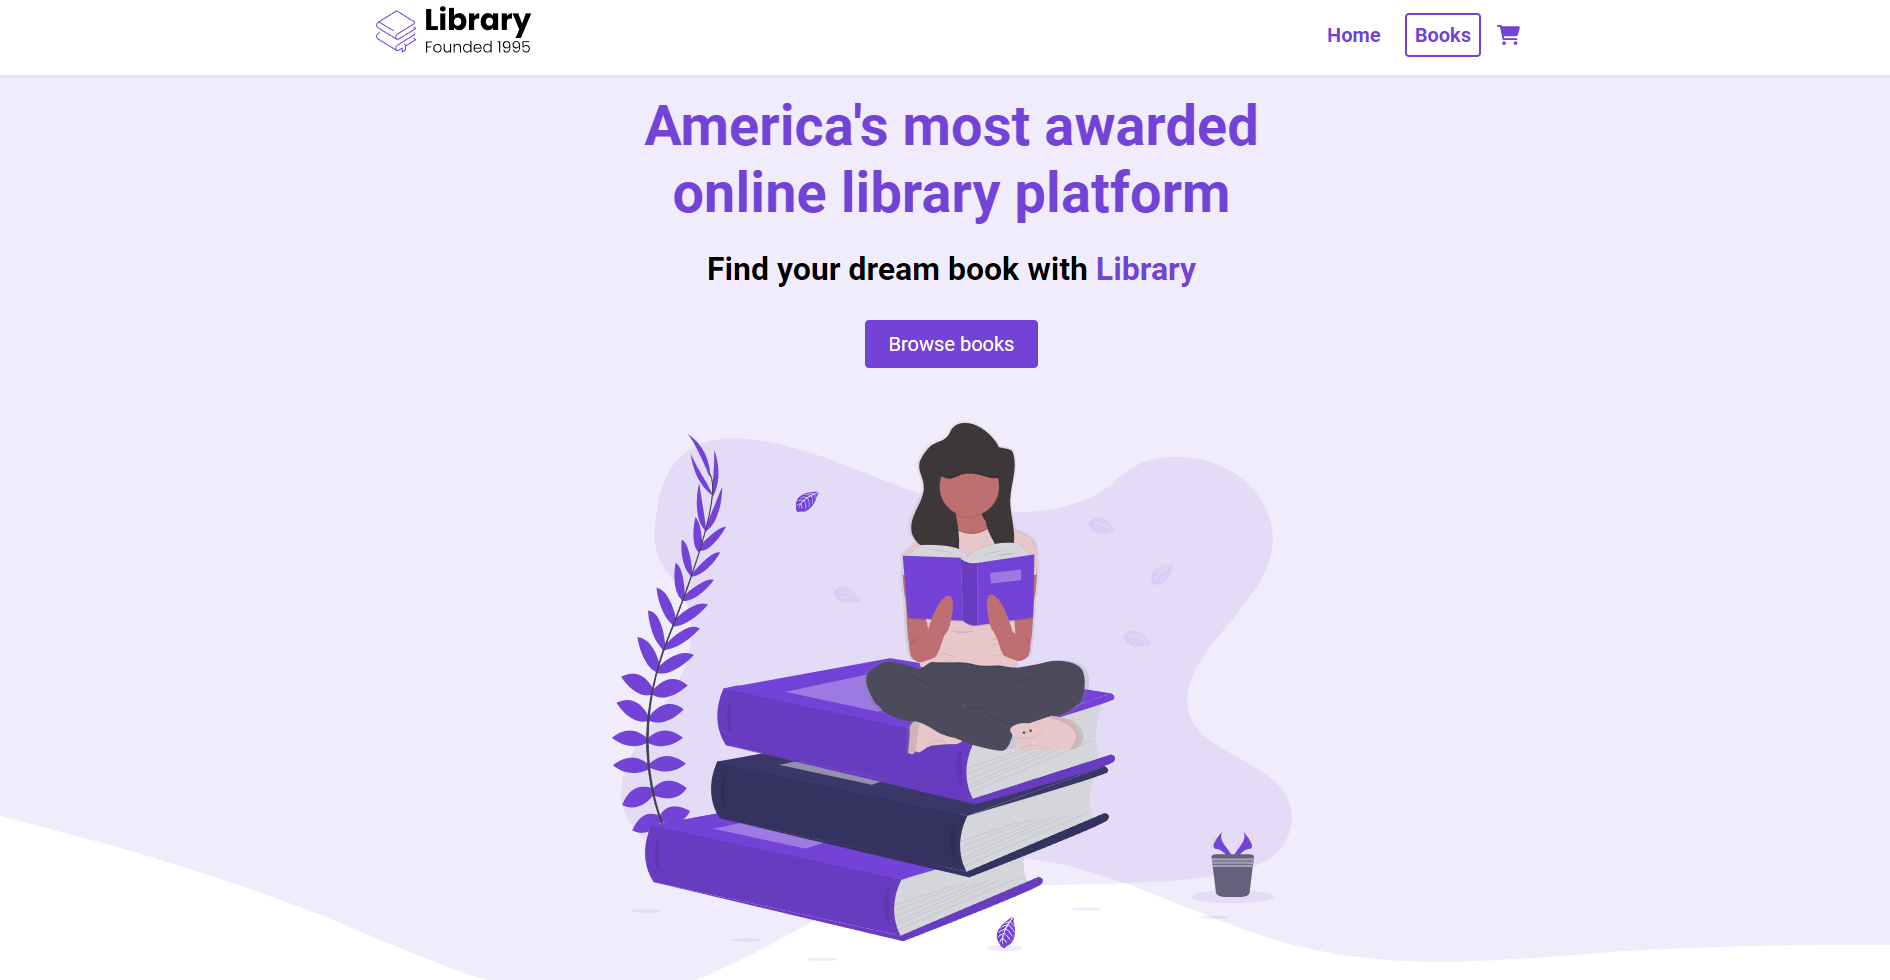 Library
Founded 1995
Home
Books
America's most awarded
online library platform
Find your dream book with Library
Browse books